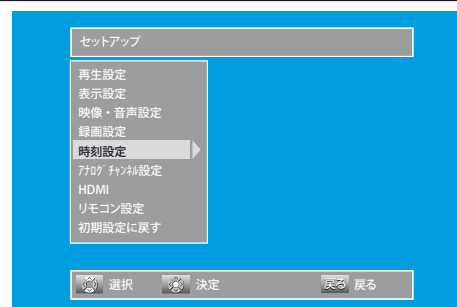 セットアップ
再生設定
表示設定
映像・音声設定
録画設定
時刻設定
ｱﾅﾛｸﾞﾁｬﾝﾈﾙ設定
HDMI
リモコン設定
初期設定に戻す
選択 決定 戻る 戻る